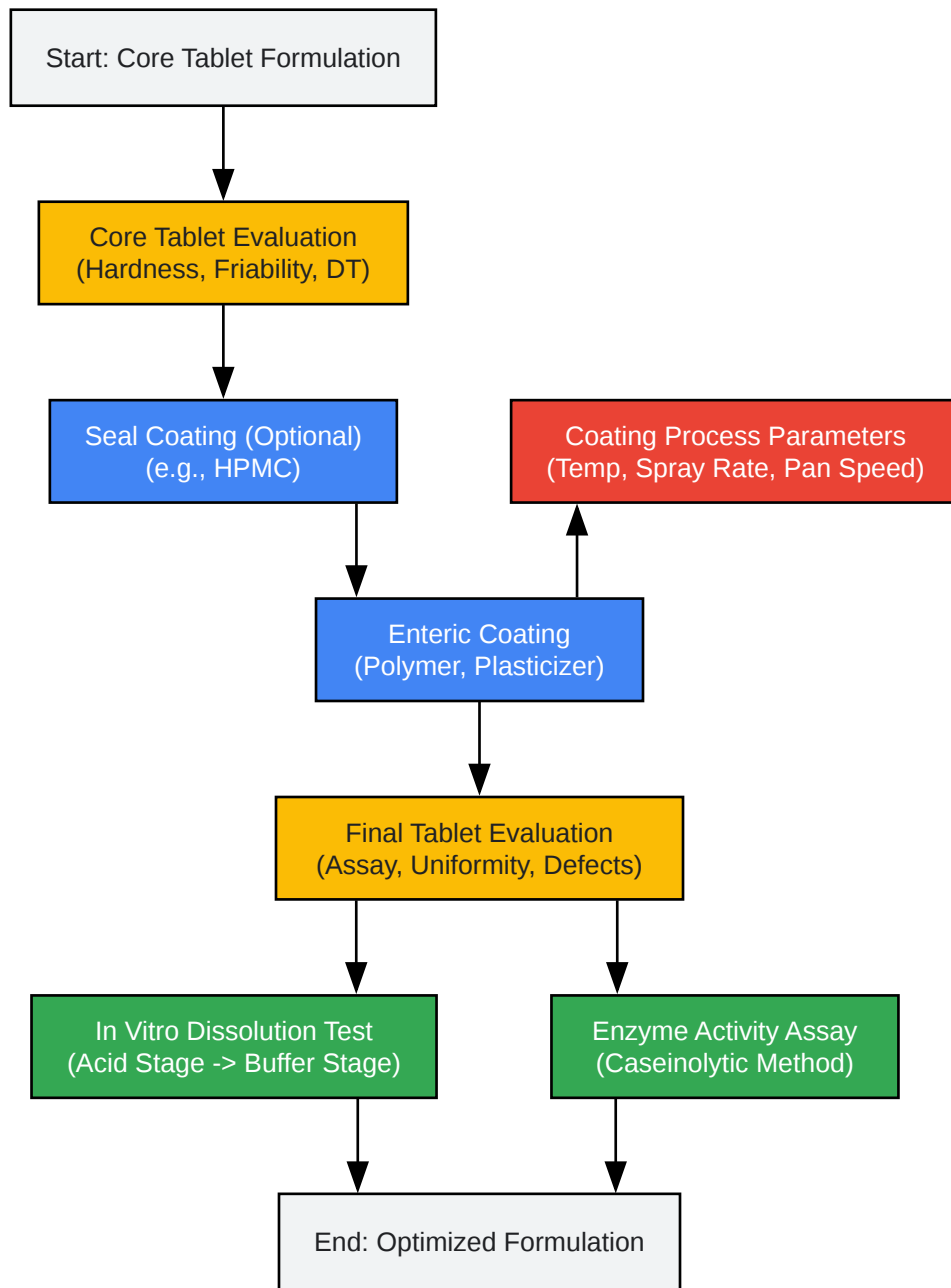 Start: Core Tablet Formulation
Core Tablet Evaluation
(Hardness, Friability, DT)
Seal Coating (Optional)
(e.g., HPMC)
Coating Process Parameters
(Temp, Spray Rate, Pan Speed)
Enteric Coating
(Polymer, Plasticizer)
Final Tablet Evaluation
(Assay, Uniformity, Defects)
In Vitro Dissolution Test
(Acid Stage -> Buffer Stage)
Enzyme Activity Assay
(Caseinolytic Method)
End: Optimized Formulation